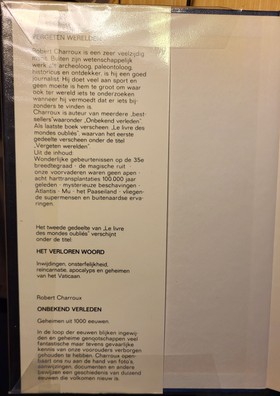 VERGETEN WERELDEN
Robert Charroux is een zeer veelzijdig
mens. Buiten zijn wetenschappelijk
werk als archeoloog, paleontoloog,
historicus en ontdekker, is hij een goed
journalist. Hij doet veel aan sport en
geen moeite is hem te groot om waar
ook ter wereld iets te onderzoeken
wanneer hij vermoedt dat er iets bij-
zonders te vinden is.
Charroux is auteur van meerdere „best-
sellers" waaronder „Onbekend verleden".
Als laatste boek verscheen „Le livre
des mondes oubliés", waarvan het eerste
gedeelte verscheen onder de titel
„Vergeten werelden".
Uit de inhoud:
Wonderlijke gebeurtenissen op de 35e
breedtegraad - de magische ruit -
onze voorvaderen waren geen apen -
acht harttransplantaties 100.000 jaar
geleden - mysterieuze beschavingen -
Atlantis - Mu - het Paaseiland - vliegen-
de supermensen en buitenaardse erva-
ringen.
Het tweede gedeelte van „Le livre
des mondes oubliés" verschijnt
onder de titel:
HET VERLOREN WOORD
Inwijdingen, onsterfelijkheid,
reïncarnatie, apocalyps en geheimen
van het Vaticaan.
Robert Charroux
ONBEKEND VERLEDEN
Geheimen uit 1000 eeuwen.
In de loop der eeuwen blijken ingewij-
den en geheime genootschappen veel
fantastische maar tevens gevaarlijke
kennis van onze voorouders verborgen
gehouden te hebben. Charroux open-
baart ons nu aan de hand van foto's,
opwindingen, documenten en andere
bewijzen een geschiedenis van duizend
eeuwen die volkomen nieuw is.